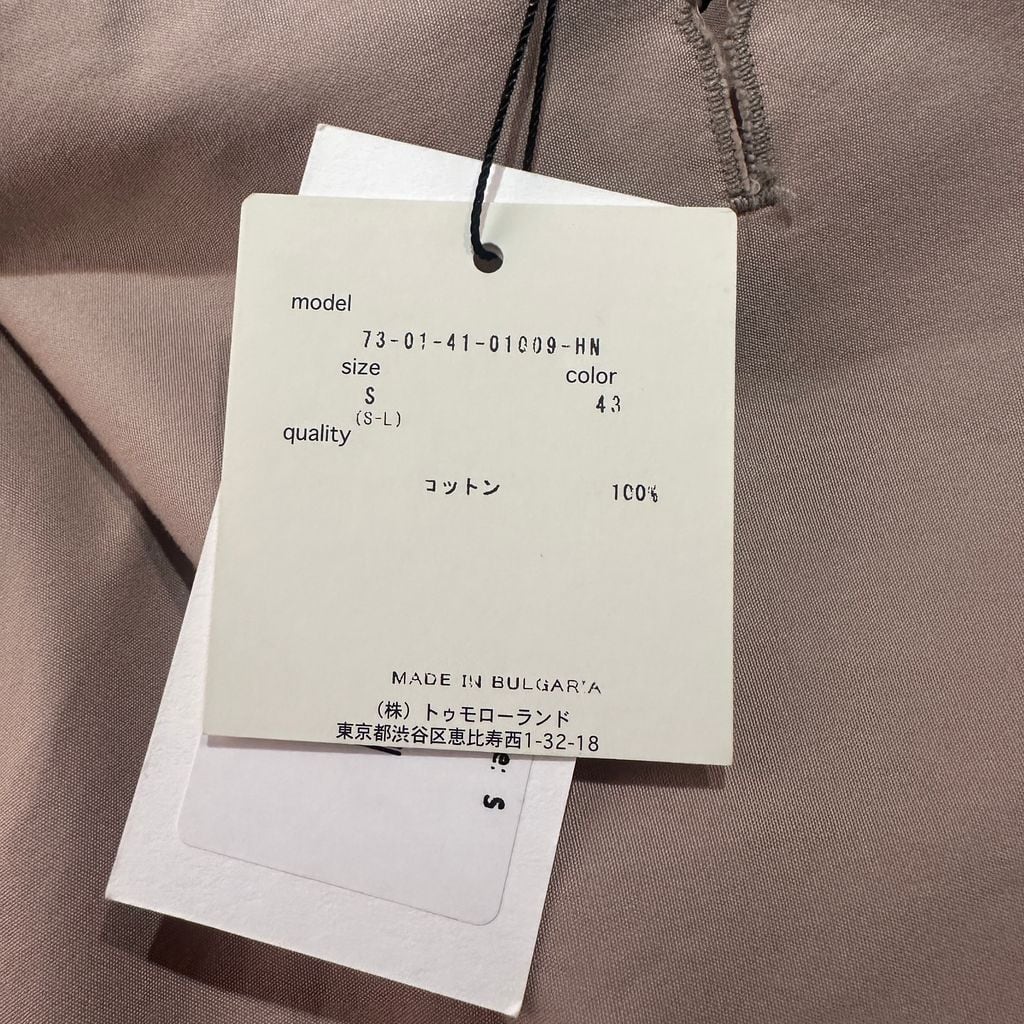 model
73-01-41-01009-HN
size color
S 43
(S-L)
quality
コットン 100%
MADE IN BULGARIA
(株)トゥモローランド
東京都渋谷区恵比寿西1-32-18
e: S